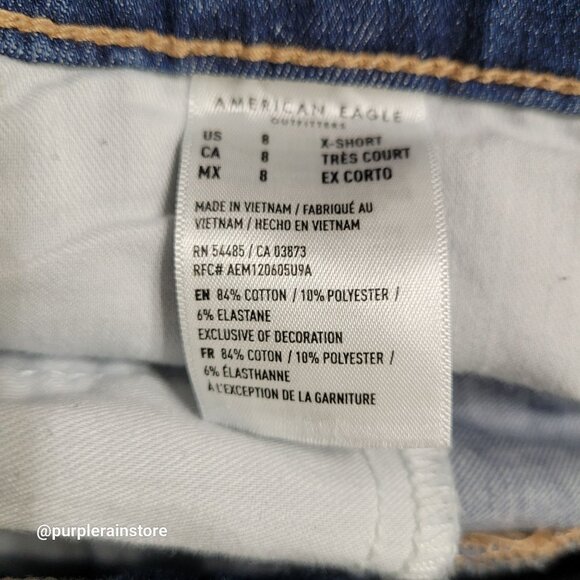 AMERICAN EAGLE
OUTFITTERS
US 8 X-SHORT
CA 8 TRÈS COURT
MX 8 EX CORTO
MADE IN VIETNAM / FABRIQUÉ AU
VIETNAM / HECHO EN VIETNAM
RN 54485 / CA 03873
RFC# AEM120605U9A
EN 84% COTTON / 10% POLYESTER /
6% ELASTANE
EXCLUSIVE OF DECORATION
FR 84% COTON / 10% POLYESTER /
6% ÉLASTHANNE
À L'EXCEPTION DE LA GARNITURE
@purplerainstore